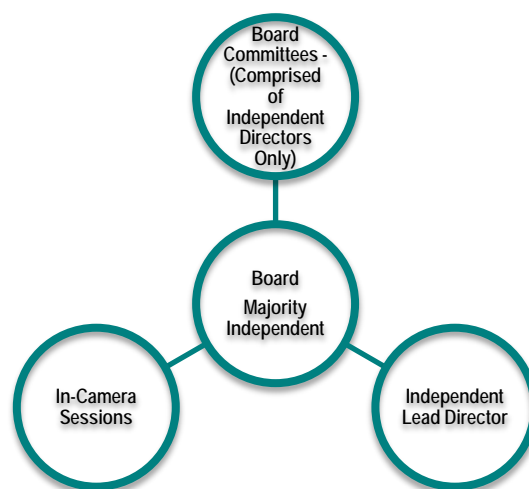 Board
Committees -
(Comprised
of
Independent
Directors
Only)
Board
Majority
Independent
In-Camera
Sessions
Independent
Lead Director